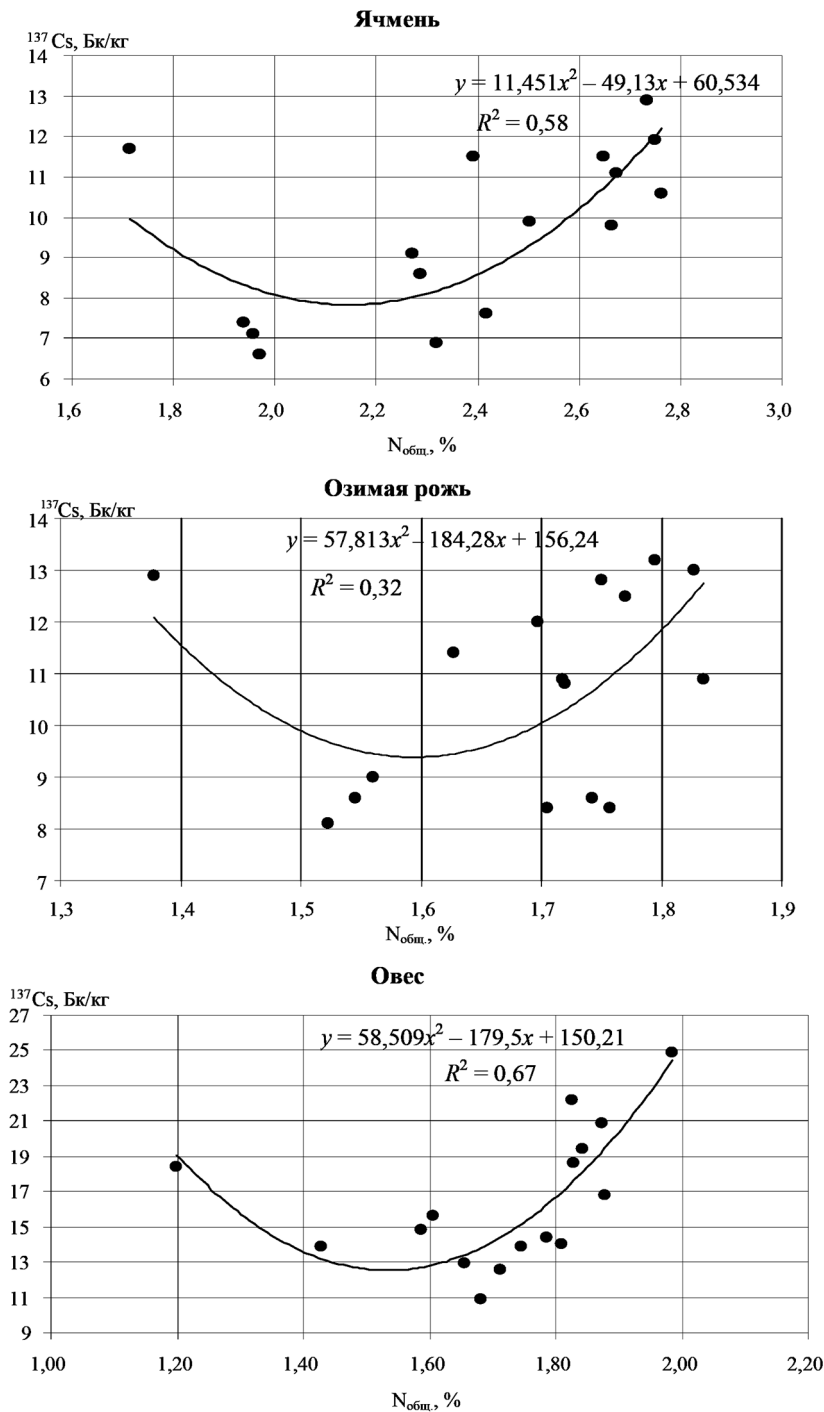 Ячмень
¹³⁷Cs, Бк/кг
14
13
12
11
10
9
8
7
6
y = 11,451x² – 49,13x + 60,534
R² = 0,58
1,6 1,8 2,0 2,2 2,4 2,6 2,8 3,0
Nобщ., %
Озимая рожь
¹³⁷Cs, Бк/кг
14
13
12
11
10
9
8
7
y = 57,813x² – 184,28x + 156,24
R² = 0,32
1,3 1,4 1,5 1,6 1,7 1,8 1,9
Nобщ., %
Овес
¹³⁷Cs, Бк/кг
27
25
23
21
19
17
15
13
11
9
y = 58,509x² – 179,5x + 150,21
R² = 0,67
1,00 1,20 1,40 1,60 1,80 2,00 2,20
Nобщ., %